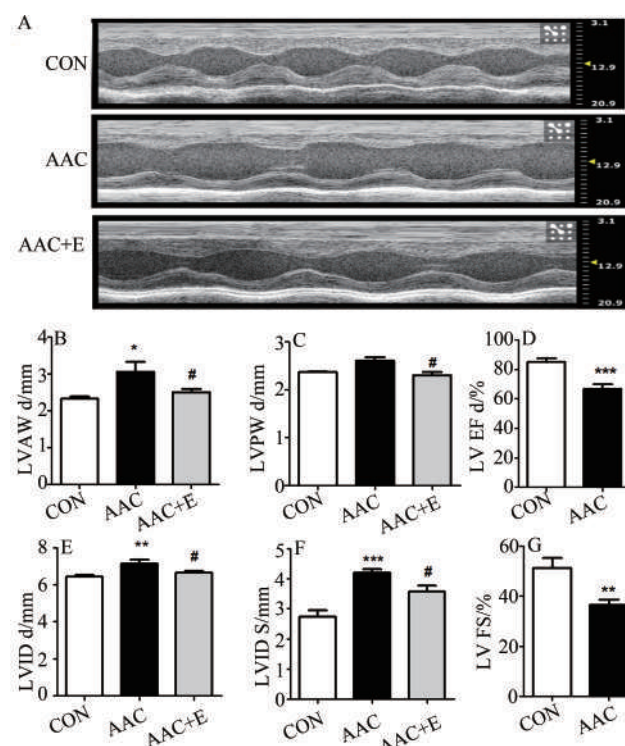 A
CON
3.1
12.9
20.9
AAC
3.1
12.9
20.9
AAC+E
3.1
12.9
20.9
B
LVAW d/mm
4
3
2
1
0
*
#
CON
AAC
AAC+E
C
LVPW d/mm
4
2
0
#
CON
AAC
AAC+E
D
LV EF d/%
100
80
60
40
20
0
***
CON
AAC
E
LVID d/mm
8
6
4
2
0
**
#
CON
AAC
AAC+E
F
LVID S/mm
5
4
3
2
1
0
***
#
CON
AAC
AAC+E
G
LV FS/%
60
40
20
0
**
CON
AAC